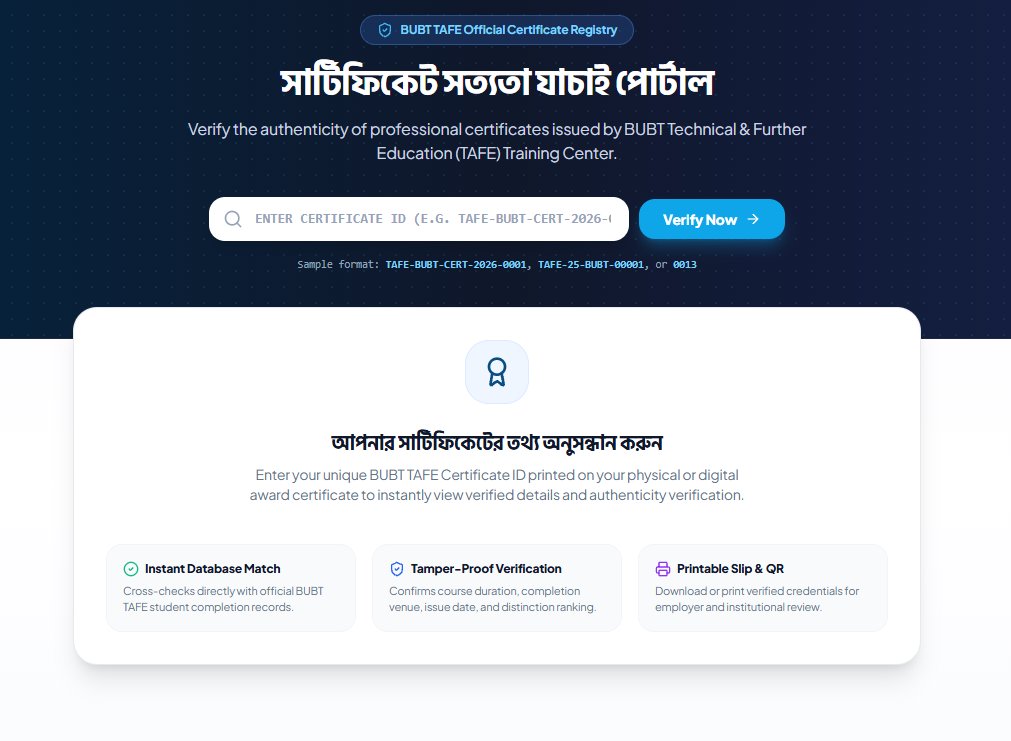 BUBT TAFE Official Certificate Registry
সার্টিফিকেট সত্যতা যাচাই পোর্টাল
Verify the authenticity of professional certificates issued by BUBT Technical & Further
Education (TAFE) Training Center.
ENTER CERTIFICATE ID (E.G. TAFE-BUBT-CERT-2026-
Verify Now
Sample format: TAFE-BUBT-CERT-2026-0001, TAFE-25-BUBT-00001, or 0013
আপনার সার্টিফিকেটের তথ্য অনুসন্ধান করুন
Enter your unique BUBT TAFE Certificate ID printed on your physical or digital
award certificate to instantly view verified details and authenticity verification.
Instant Database Match
Cross-checks directly with official BUBT
TAFE student completion records.
Tamper-Proof Verification
Confirms course duration, completion
venue, issue date, and distinction ranking.
Printable Slip & QR
Download or print verified credentials for
employer and institutional review.